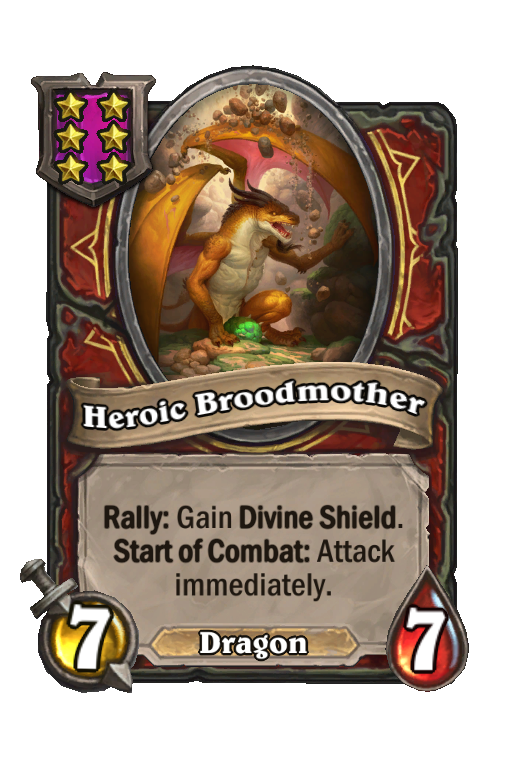 Heroic Broodmother
Rally: Gain Divine Shield.
Start of Combat: Attack
immediately.
7
Dragon
7